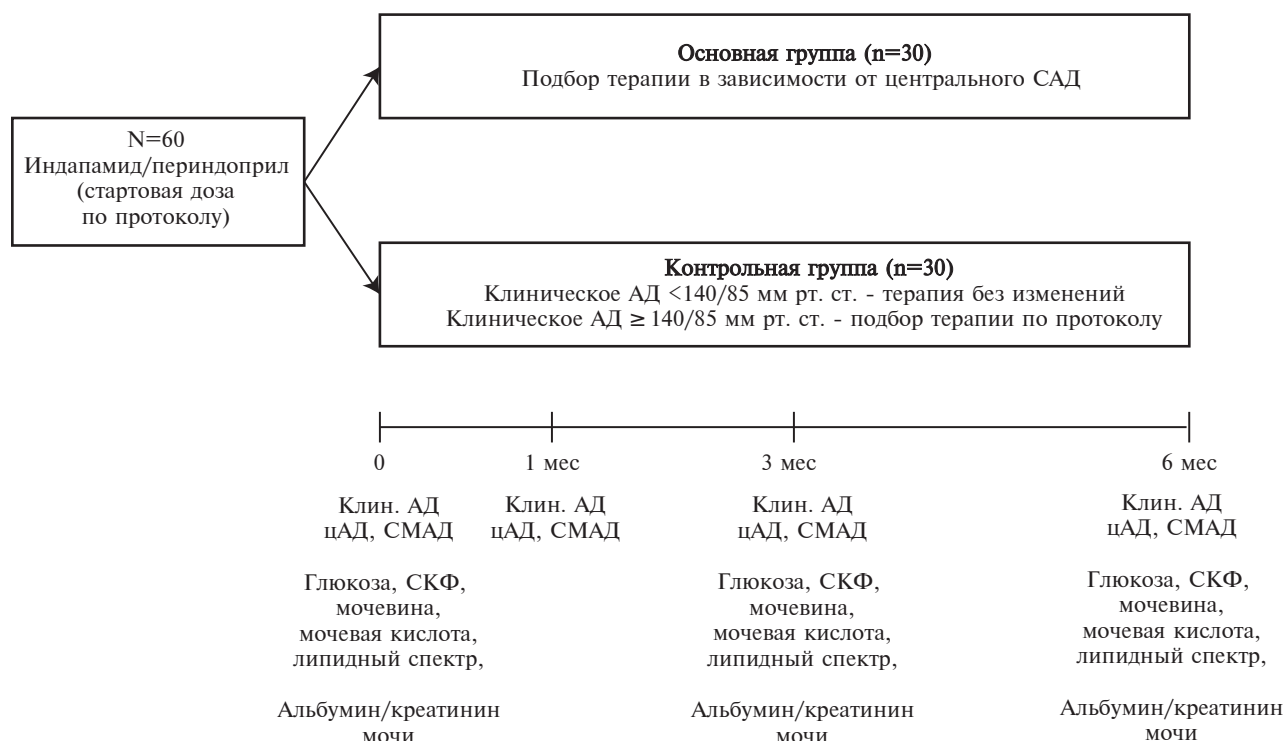 Основная группа (n=30)
Подбор терапии в зависимости от центрального САД
N=60
Индапамид/периндоприл
(стартовая доза
по протоколу)
Контрольная группа (n=30)
Клиническое АД <140/85 мм рт. ст. - терапия без изменений
Клиническое АД ≥ 140/85 мм рт. ст. - подбор терапии по протоколу
0
1 мес
3 мес
6 мес
Клин. АД
цАД, СМАД
Клин. АД
цАД, СМАД
Клин. АД
цАД, СМАД
Клин. АД
цАД, СМАД
Глюкоза, СКФ,
мочевина,
мочевая кислота,
липидный спектр,
Глюкоза, СКФ,
мочевина,
мочевая кислота,
липидный спектр,
Глюкоза, СКФ,
мочевина,
мочевая кислота,
липидный спектр,
Альбумин/креатинин
мочи
Альбумин/креатинин
мочи
Альбумин/креатинин
мочи